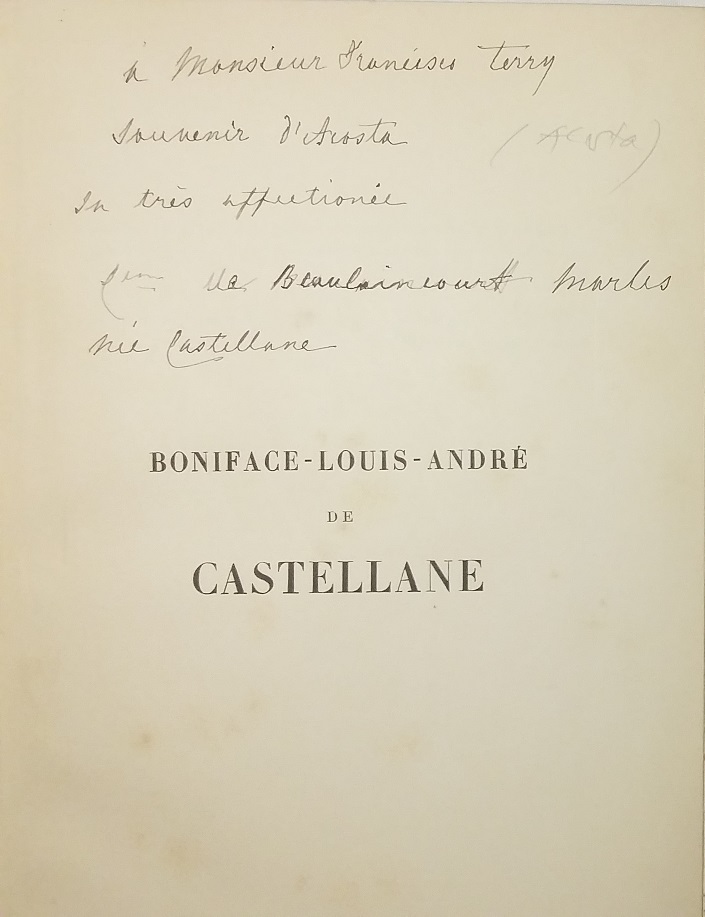 à Monsieur Francisco Terry
Souvenir d'Acosta (Acosta)
Sa très affectionée
Ctesse de Beaulaincourt Marles
née Castellane
BONIFACE-LOUIS-ANDRÉ
DE
CASTELLANE